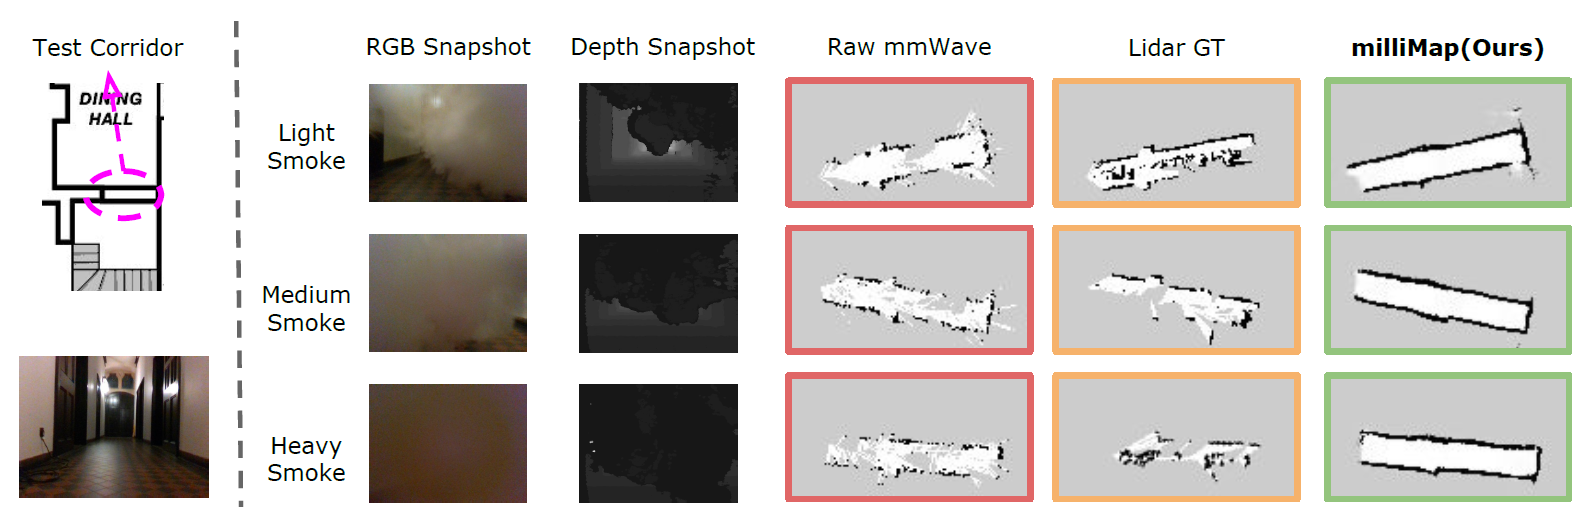 Test Corridor
RGB Snapshot
Depth Snapshot
Raw mmWave
Lidar GT
milliMap(Ours)
DINING
HALL
Light
Smoke
Medium
Smoke
Heavy
Smoke